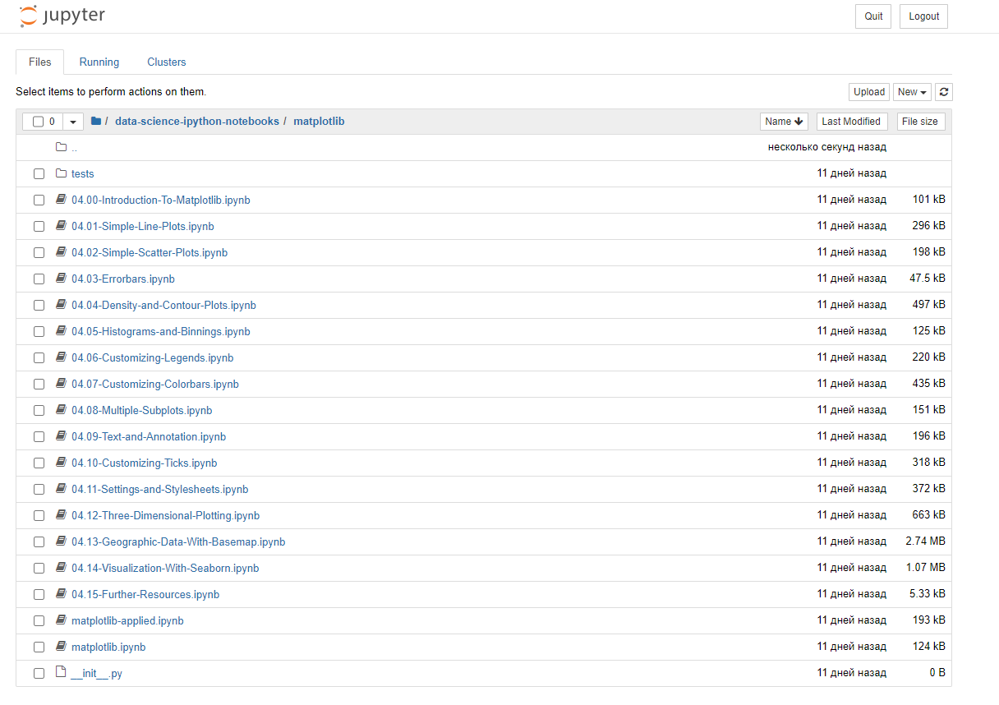 jupyter Quit Logout
Files Running Clusters
Select items to perform actions on them. Upload New
0 / data-science-ipython-notebooks / matplotlib Name Last Modified File size
.. несколько секунд назад
tests 11 дней назад
04.00-Introduction-To-Matplotlib.ipynb 11 дней назад 101 kB
04.01-Simple-Line-Plots.ipynb 11 дней назад 296 kB
04.02-Simple-Scatter-Plots.ipynb 11 дней назад 198 kB
04.03-Errorbars.ipynb 11 дней назад 47.5 kB
04.04-Density-and-Contour-Plots.ipynb 11 дней назад 497 kB
04.05-Histograms-and-Binnings.ipynb 11 дней назад 125 kB
04.06-Customizing-Legends.ipynb 11 дней назад 220 kB
04.07-Customizing-Colorbars.ipynb 11 дней назад 435 kB
04.08-Multiple-Subplots.ipynb 11 дней назад 151 kB
04.09-Text-and-Annotation.ipynb 11 дней назад 196 kB
04.10-Customizing-Ticks.ipynb 11 дней назад 318 kB
04.11-Settings-and-Stylesheets.ipynb 11 дней назад 372 kB
04.12-Three-Dimensional-Plotting.ipynb 11 дней назад 663 kB
04.13-Geographic-Data-With-Basemap.ipynb 11 дней назад 2.74 MB
04.14-Visualization-With-Seaborn.ipynb 11 дней назад 1.07 MB
04.15-Further-Resources.ipynb 11 дней назад 5.33 kB
matplotlib-applied.ipynb 11 дней назад 193 kB
matplotlib.ipynb 11 дней назад 124 kB
__init__.py 11 дней назад 0 B